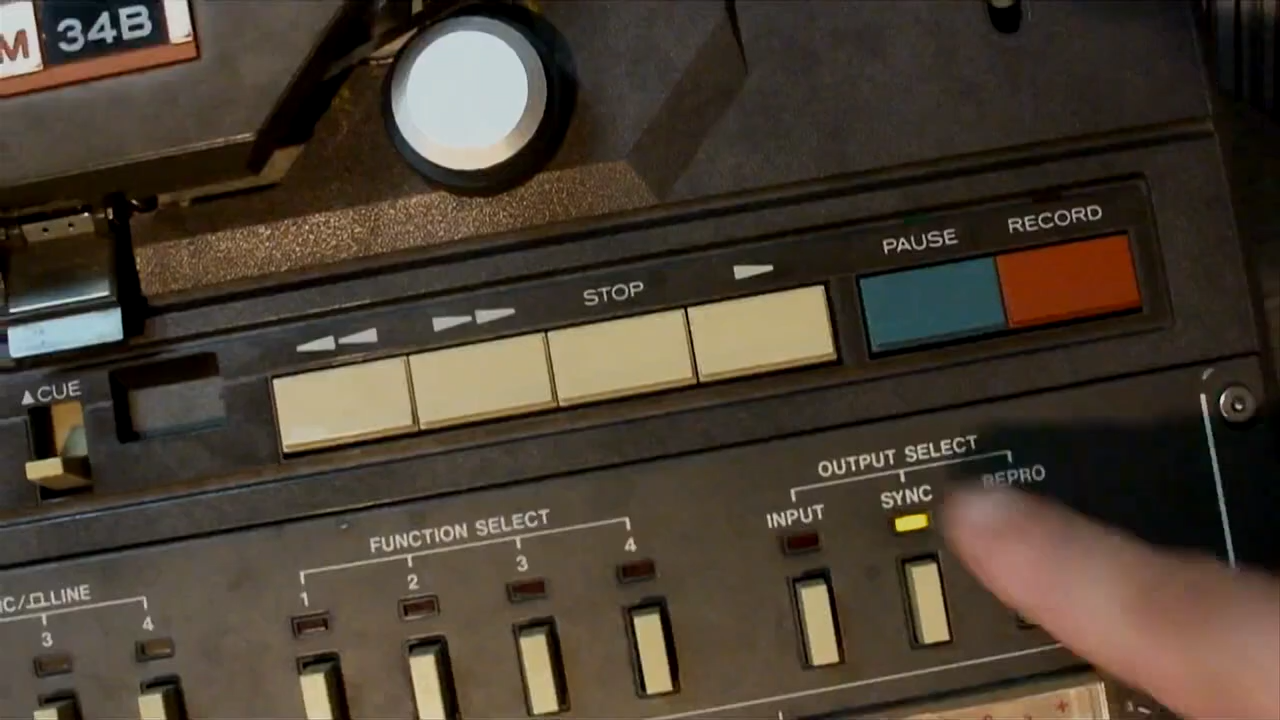 M 34B
PAUSE RECORD
STOP
▲CUE
OUTPUT SELECT
INPUT SYNC REPRO
FUNCTION SELECT
1 2 3 4
LINE
3 4